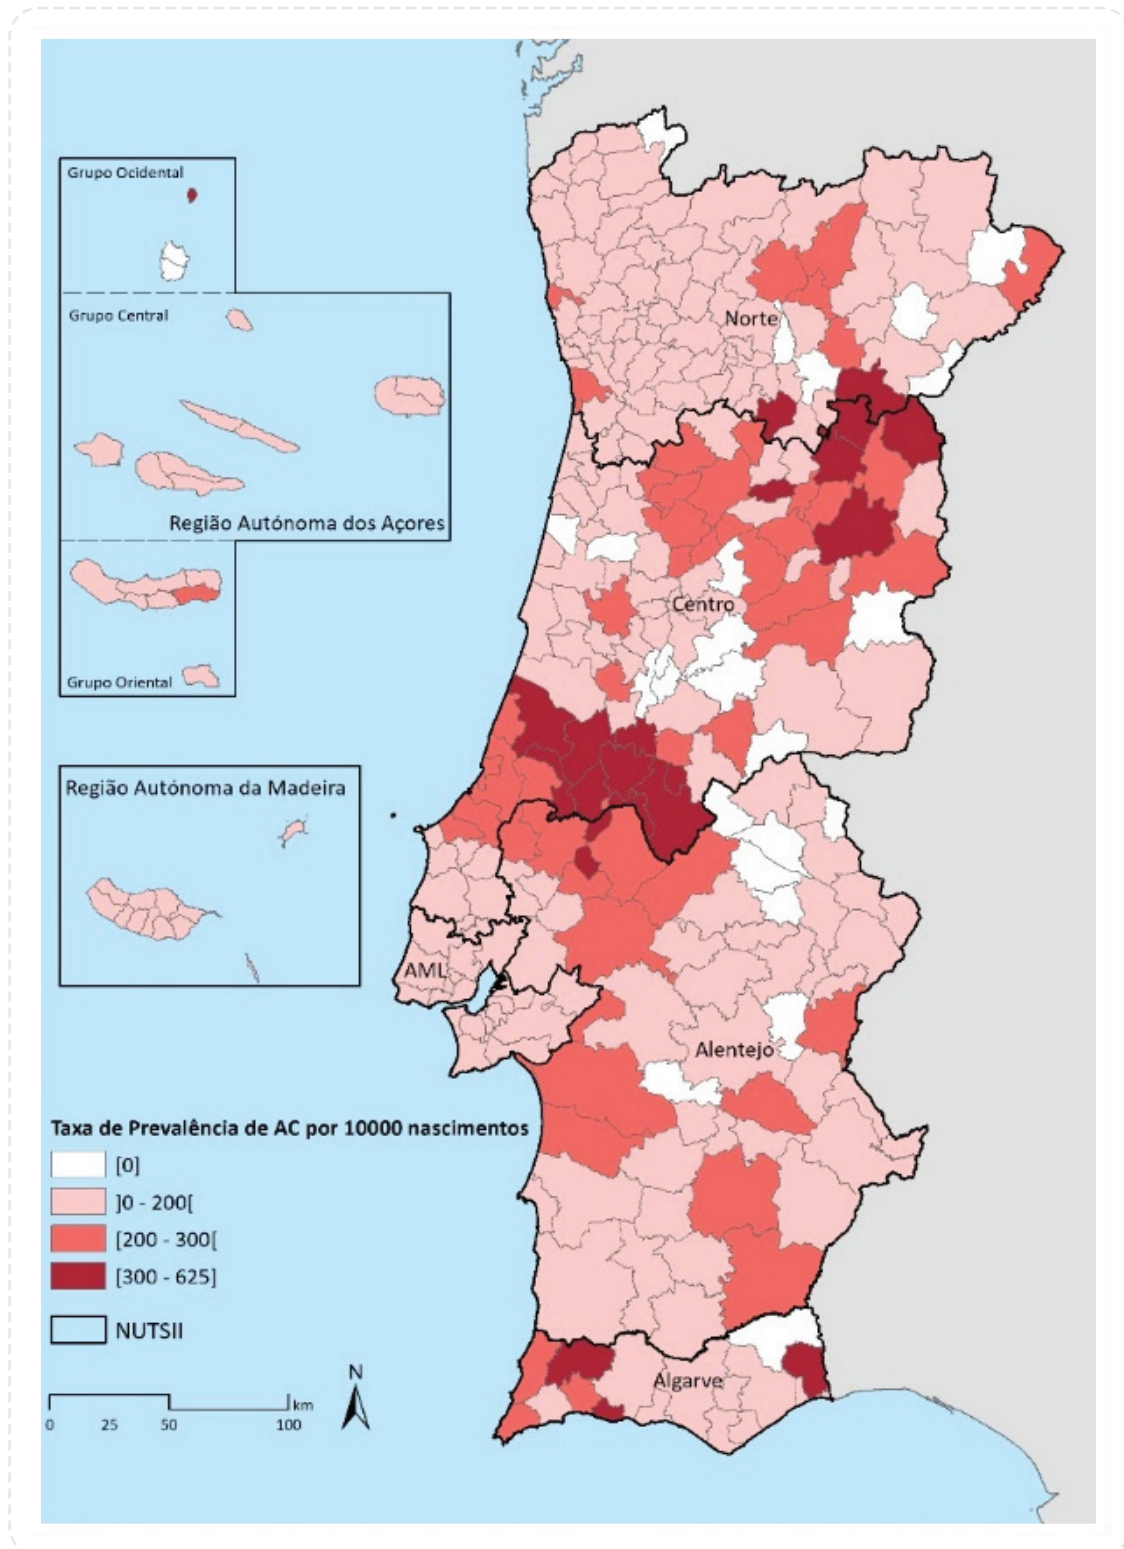 Grupo Ocidental
Grupo Central
Região Autónoma dos Açores
Grupo Oriental
Região Autónoma da Madeira
Norte
Centro
AML
Alentejo
Algarve
Taxa de Prevalência de AC por 10000 nascimentos
[0]
]0 - 200[
[200 - 300[
[300 - 625]
NUTSII
N
km
0 25 50 100